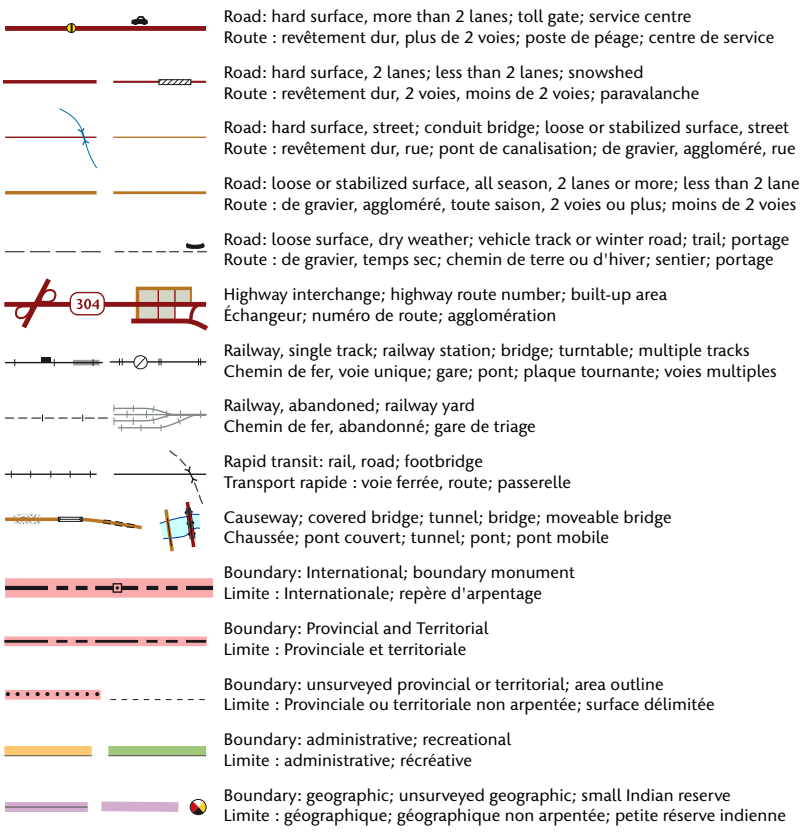 Road: hard surface, more than 2 lanes; toll gate; service centre
Route : revêtement dur, plus de 2 voies; poste de péage; centre de service
Road: hard surface, 2 lanes; less than 2 lanes; snowshed
Route : revêtement dur, 2 voies, moins de 2 voies; paravalanche
Road: hard surface, street; conduit bridge; loose or stabilized surface, street
Route : revêtement dur, rue; pont de canalisation; de gravier, aggloméré, rue
Road: loose or stabilized surface, all season, 2 lanes or more; less than 2 lane
Route : de gravier, aggloméré, toute saison, 2 voies ou plus; moins de 2 voies
Road: loose surface, dry weather; vehicle track or winter road; trail; portage
Route : de gravier, temps sec; chemin de terre ou d'hiver; sentier; portage
304
Highway interchange; highway route number; built-up area
Échangeur; numéro de route; agglomération
Railway, single track; railway station; bridge; turntable; multiple tracks
Chemin de fer, voie unique; gare; pont; plaque tournante; voies multiples
Railway, abandoned; railway yard
Chemin de fer, abandonné; gare de triage
Rapid transit: rail, road; footbridge
Transport rapide : voie ferrée, route; passerelle
Causeway; covered bridge; tunnel; bridge; moveable bridge
Chaussée; pont couvert; tunnel; pont; pont mobile
Boundary: International; boundary monument
Limite : Internationale; repère d'arpentage
Boundary: Provincial and Territorial
Limite : Provinciale et territoriale
Boundary: unsurveyed provincial or territorial; area outline
Limite : Provinciale ou territoriale non arpentée; surface délimitée
Boundary: administrative; recreational
Limite : administrative; récréative
Boundary: geographic; unsurveyed geographic; small Indian reserve
Limite : géographique; géographique non arpentée; petite réserve indienne